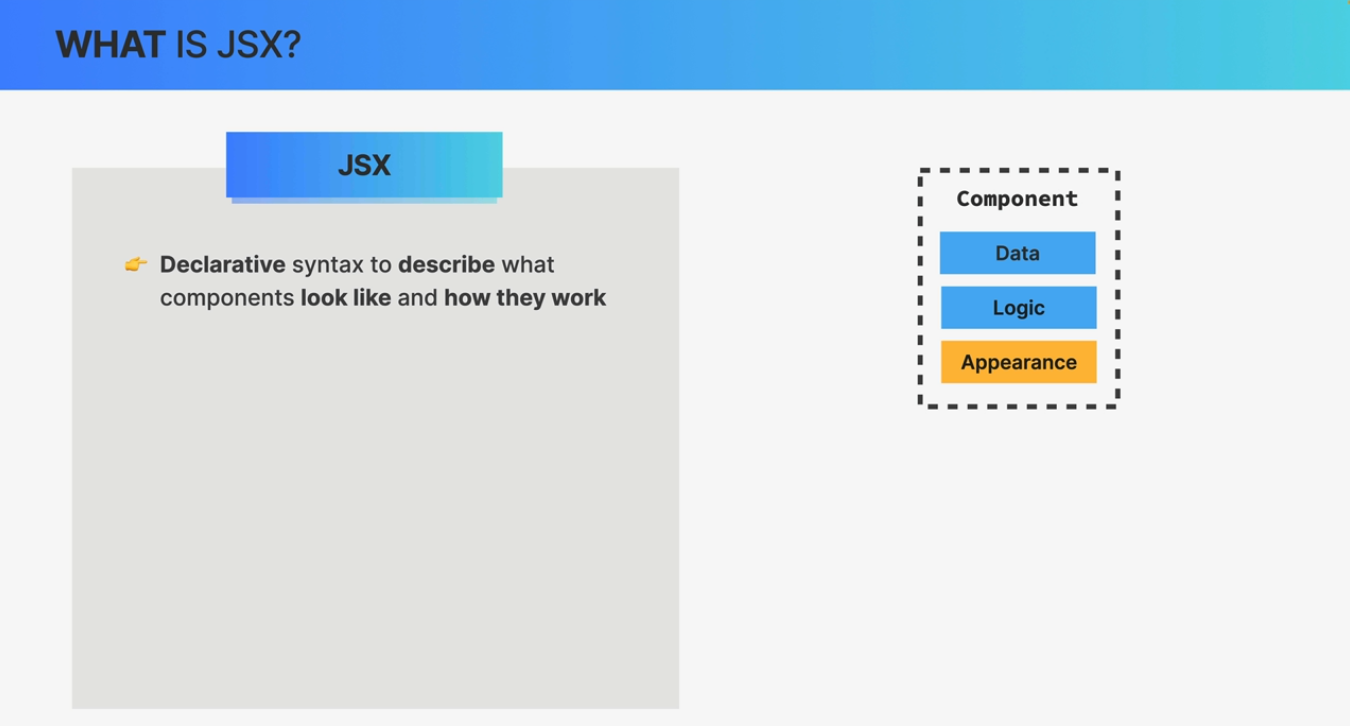 WHAT IS JSX?
JSX
👉 Declarative syntax to describe what
components look like and how they work
Component
Data
Logic
Appearance